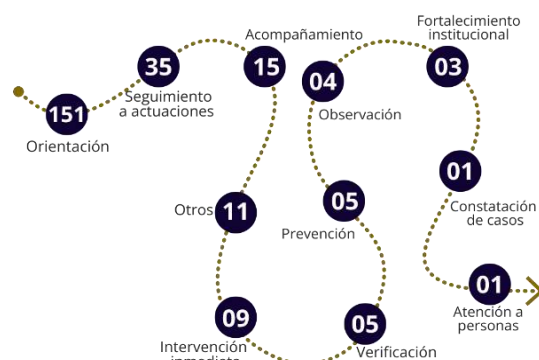 151
Orientación
35
Seguimiento
a actuaciones
Acompañamiento
15
Otros
11
09
Intervención
05
Verificación
05
Prevención
04
Observación
Fortalecimiento
institucional
03
01
Constatación
de casos
01
Atención a
personas